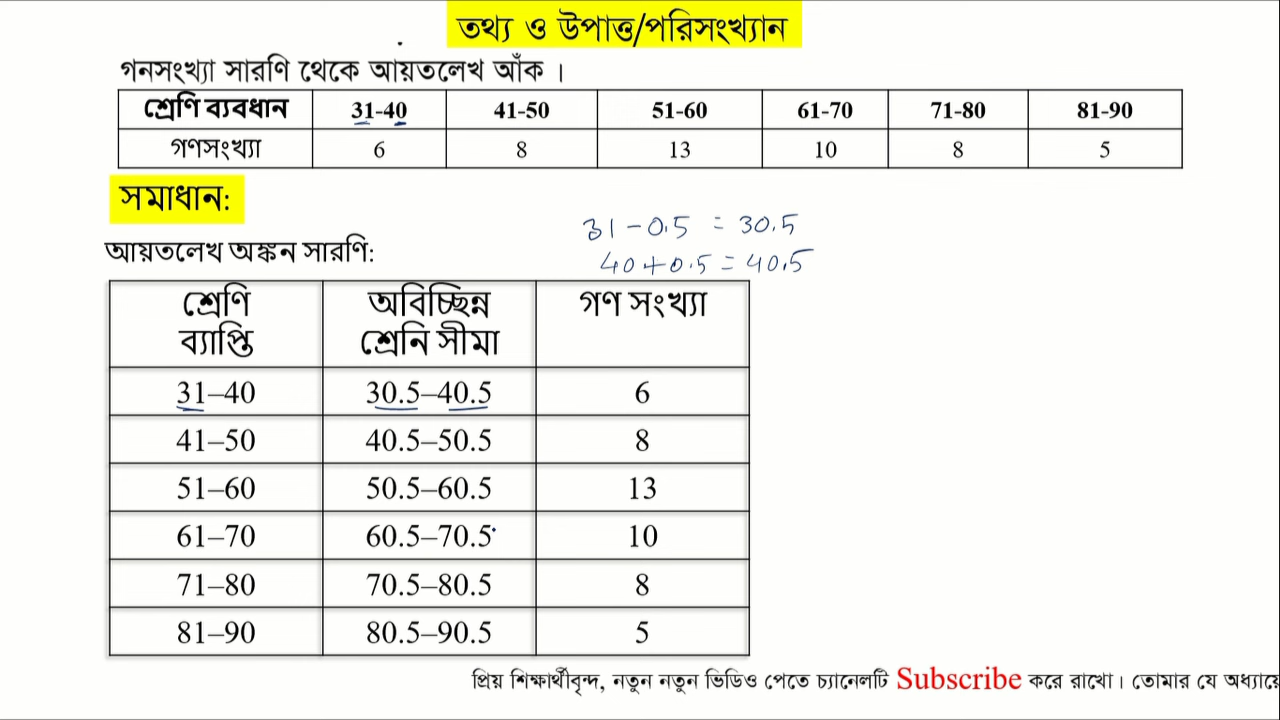 তথ্য ও উপাত্ত/পরিসংখ্যান
গনসংখ্যা সারণি থেকে আয়তলেখ আঁক ।
শ্রেণি ব্যবধান 31-40 41-50 51-60 61-70 71-80 81-90
গণসংখ্যা 6 8 13 10 8 5
সমাধান:
31-0.5 = 30.5
আয়তলেখ অঙ্কন সারণি:
40+0.5 = 40.5
শ্রেণি ব্যাপ্তি অবিচ্ছিন্ন শ্রেনি সীমা গণ সংখ্যা
31–40 30.5–40.5 6
41–50 40.5–50.5 8
51–60 50.5–60.5 13
61–70 60.5–70.5 10
71–80 70.5–80.5 8
81–90 80.5–90.5 5
প্রিয় শিক্ষার্থীবৃন্দ, নতুন নতুন ভিডিও পেতে চ্যানেলটি Subscribe করে রাখো। তোমার যে অধ্যায়ে